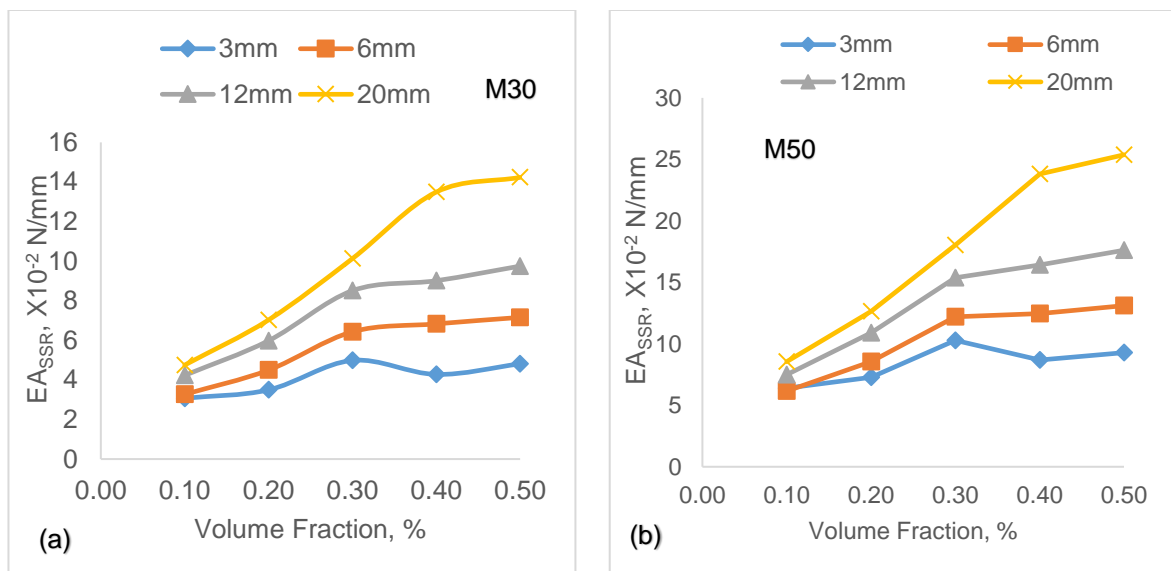 3mm 6mm
12mm 20mm
M30
16
14
12
10
8
6
4
2
0
EA_SSR, X10^-2 N/mm
0.00 0.10 0.20 0.30 0.40 0.50
Volume Fraction, %
(a)
3mm 6mm
12mm 20mm
M50
30
25
20
15
10
5
0
EA_SSR, X10^-2 N/mm
0.00 0.10 0.20 0.30 0.40 0.50
Volume Fraction, %
(b)